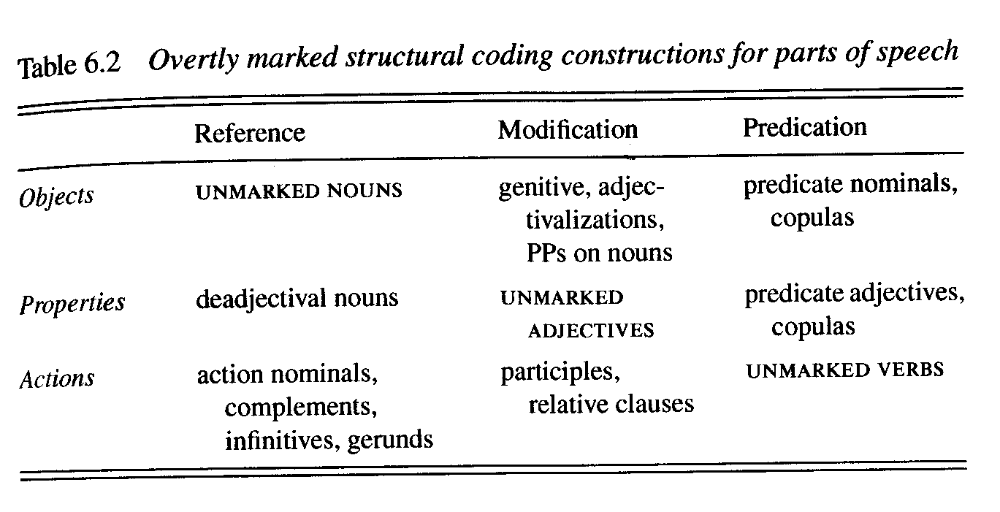 Table 6.2 Overtly marked structural coding constructions for parts of speech
Reference Modification Predication
Objects UNMARKED NOUNS genitive, adjec- predicate nominals,
tivalizations, copulas
PPs on nouns
Properties deadjectival nouns UNMARKED predicate adjectives,
ADJECTIVES copulas
Actions action nominals, participles, UNMARKED VERBS
complements, relative clauses
infinitives, gerunds